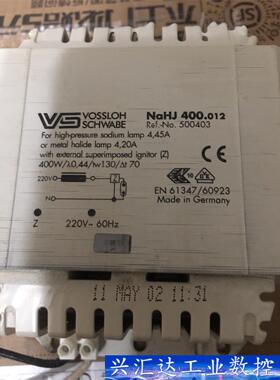 VS VOSSLOH SCHWABE
NaHJ 400.012
Ref.-No. 500403
For high-pressure sodium lamp 4,45A
or metal halide lamp 4,20A
with external superimposed ignitor (Z)
400W/λ0,44/tw130/Δt 70
220V~
N
Z 220V~60Hz
10
EN 61347/60923
Made in Germany
11 MAY 02 11:31
兴汇达工业数控